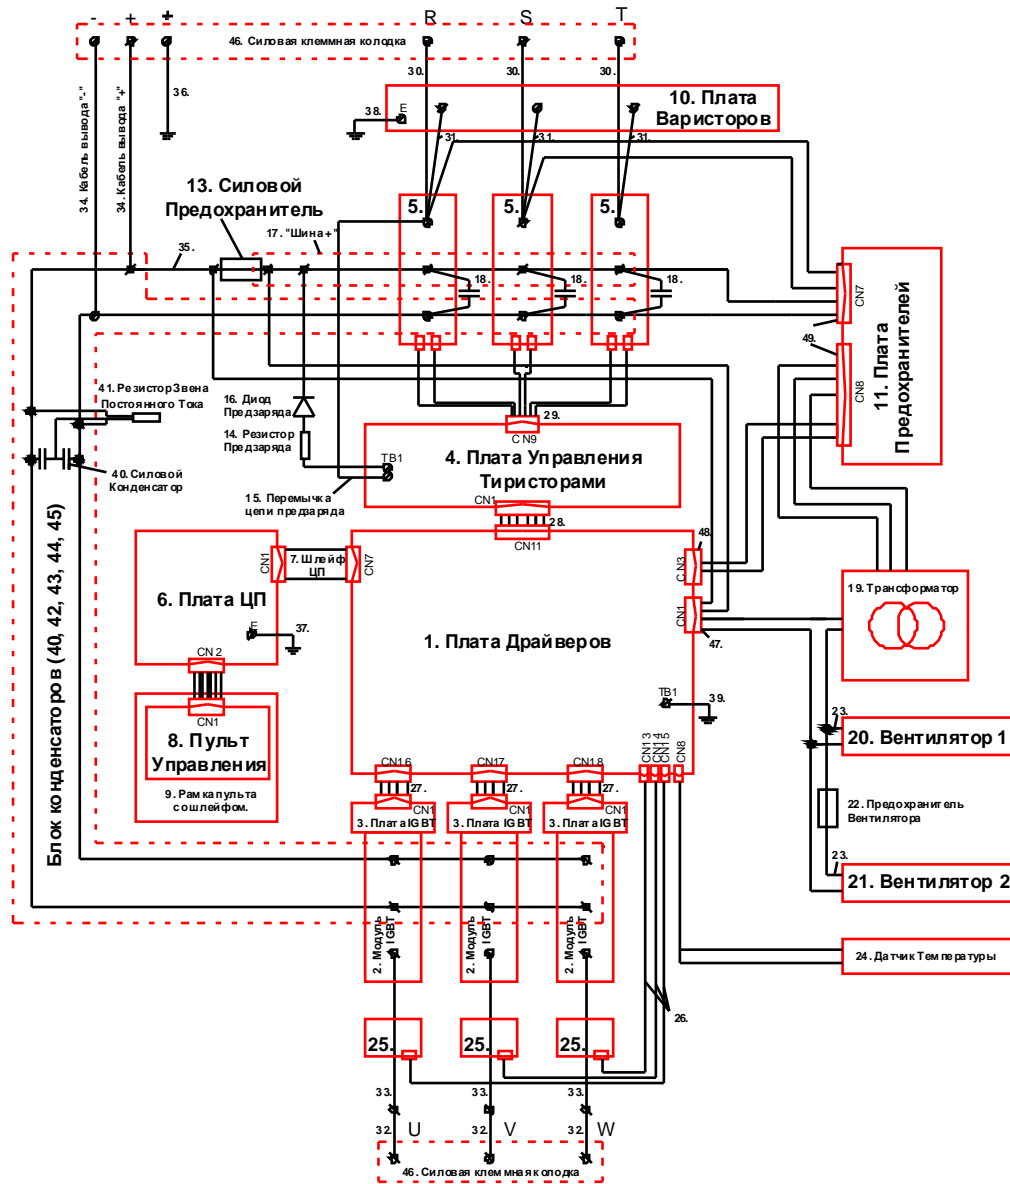 - + +
R S T
46. Силовая клеммная колодка
30. 30. 30.
34. Кабель вывода "-"
34. Кабель вывода "+"
36.
38.
E
10. Плата
Варисторов
31. 31. 31.
13. Силовой
Предохранитель
17. "Шина+"
35.
5. 5. 5.
18. 18. 18.
CN7
49.
CN8
11. Плата
Предохранителей
41. Резистор Звена
Постоянного Тока
16. Диод
Предзаряда
14. Резистор
Предзаряда
40. Силовой
Конденсатор
15. Перемычка
цепи предзаряда
29.
CN9
TB1
4. Плата Управления
Тиристорами
CN1
28.
CN11
Блок конденсаторов (40, 42, 43, 44, 45)
CN1
7. Шлейф
ЦП
CN7
6. Плата ЦП
E
37.
CN2
CN1
8. Пульт
Управления
9. Рамка пульта
со шлейфом.
1. Плата Драйверов
48.
CN3
CN1
47.
TB1
39.
19. Трансформатор
23.
20. Вентилятор 1
22. Предохранитель
Вентилятора
23.
21. Вентилятор 2
24. Датчик Температуры
CN13
CN14
CN15
CN8
CN16 CN17 CN18
27. 27. 27.
CN1 CN1 CN1
3. Плата IGBT 3. Плата IGBT 3. Плата IGBT
2. Модуль
IGBT
2. Модуль
IGBT
2. Модуль
IGBT
26.
25. 25. 25.
33. 33. 33.
32. U 32. V 32. W
46. Силовая клеммная колодка